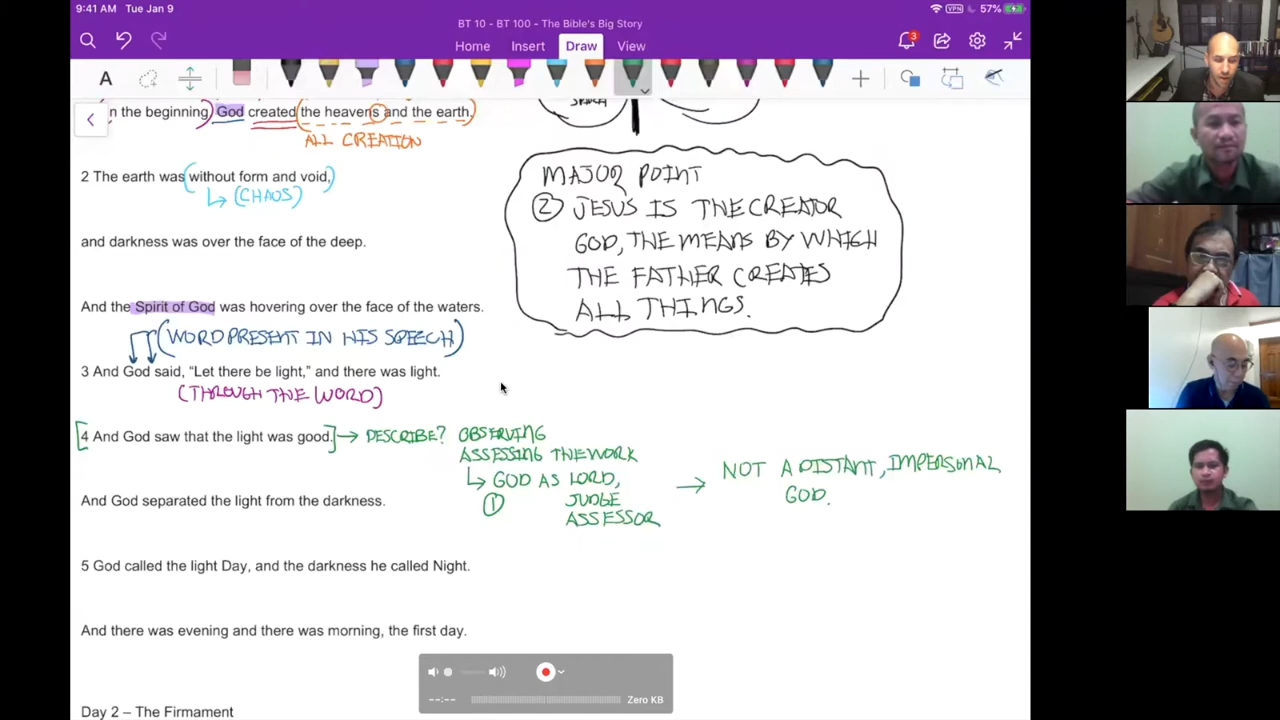 9:41 AM Tue Jan 9
VPN 57%
BT 10 - BT 100 - The Bible's Big Story
Home Insert Draw View
3
A
n the beginning) God created (the heavens and the earth.)
ALL CREATION
2 The earth was (without form and void,)
(CHAOS)
and darkness was over the face of the deep.
MAJOR POINT
② JESUS IS THE CREATOR
GOD, THE MEANS BY WHICH
THE FATHER CREATES
ALL THINGS.
And the Spirit of God was hovering over the face of the waters.
(WORD PRESENT IN HIS SPEECH)
3 And God said, “Let there be light,” and there was light.
(THROUGH THE WORD)
[4 And God saw that the light was good.] → DESCRIBE? OBSERVING
ASSESSING THE WORK
↳ GOD AS LORD,
① JUDGE
ASSESSOR
→ NOT A DISTANT, IMPERSONAL
GOD.
And God separated the light from the darkness.
5 God called the light Day, and the darkness he called Night.
And there was evening and there was morning, the first day.
--:-- Zero KB
Day 2 – The Firmament